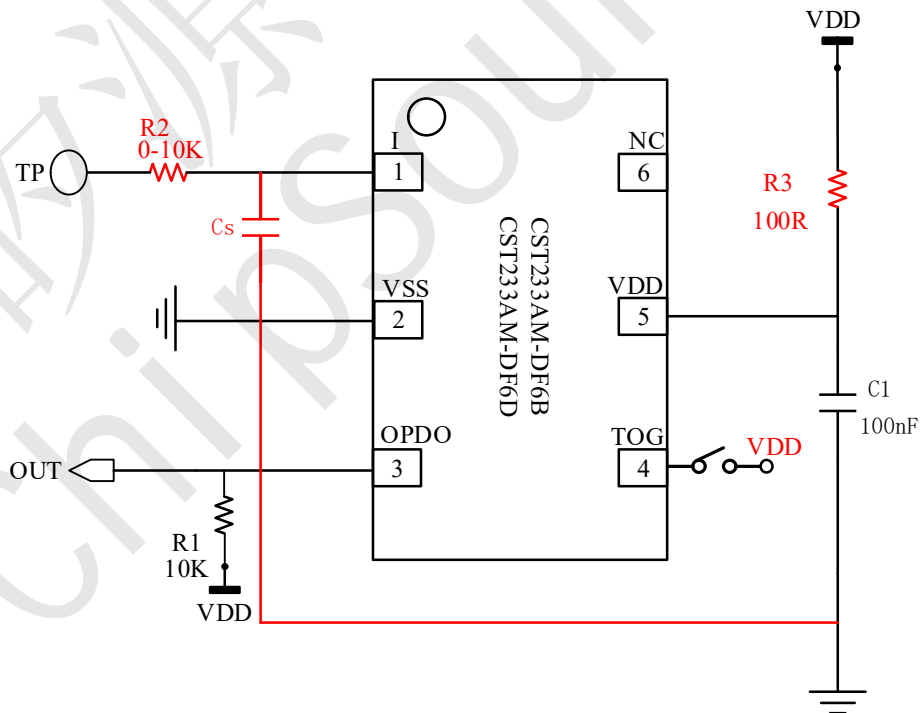 VDD
R2
0-10K
TP
I
1
NC
6
R3
100R
Cs
VSS
2
CST233AM-DF6B
CST233AM-DF6D
VDD
5
C1
100nF
OPDO
3
OUT
TOG
4
VDD
R1
10K
VDD